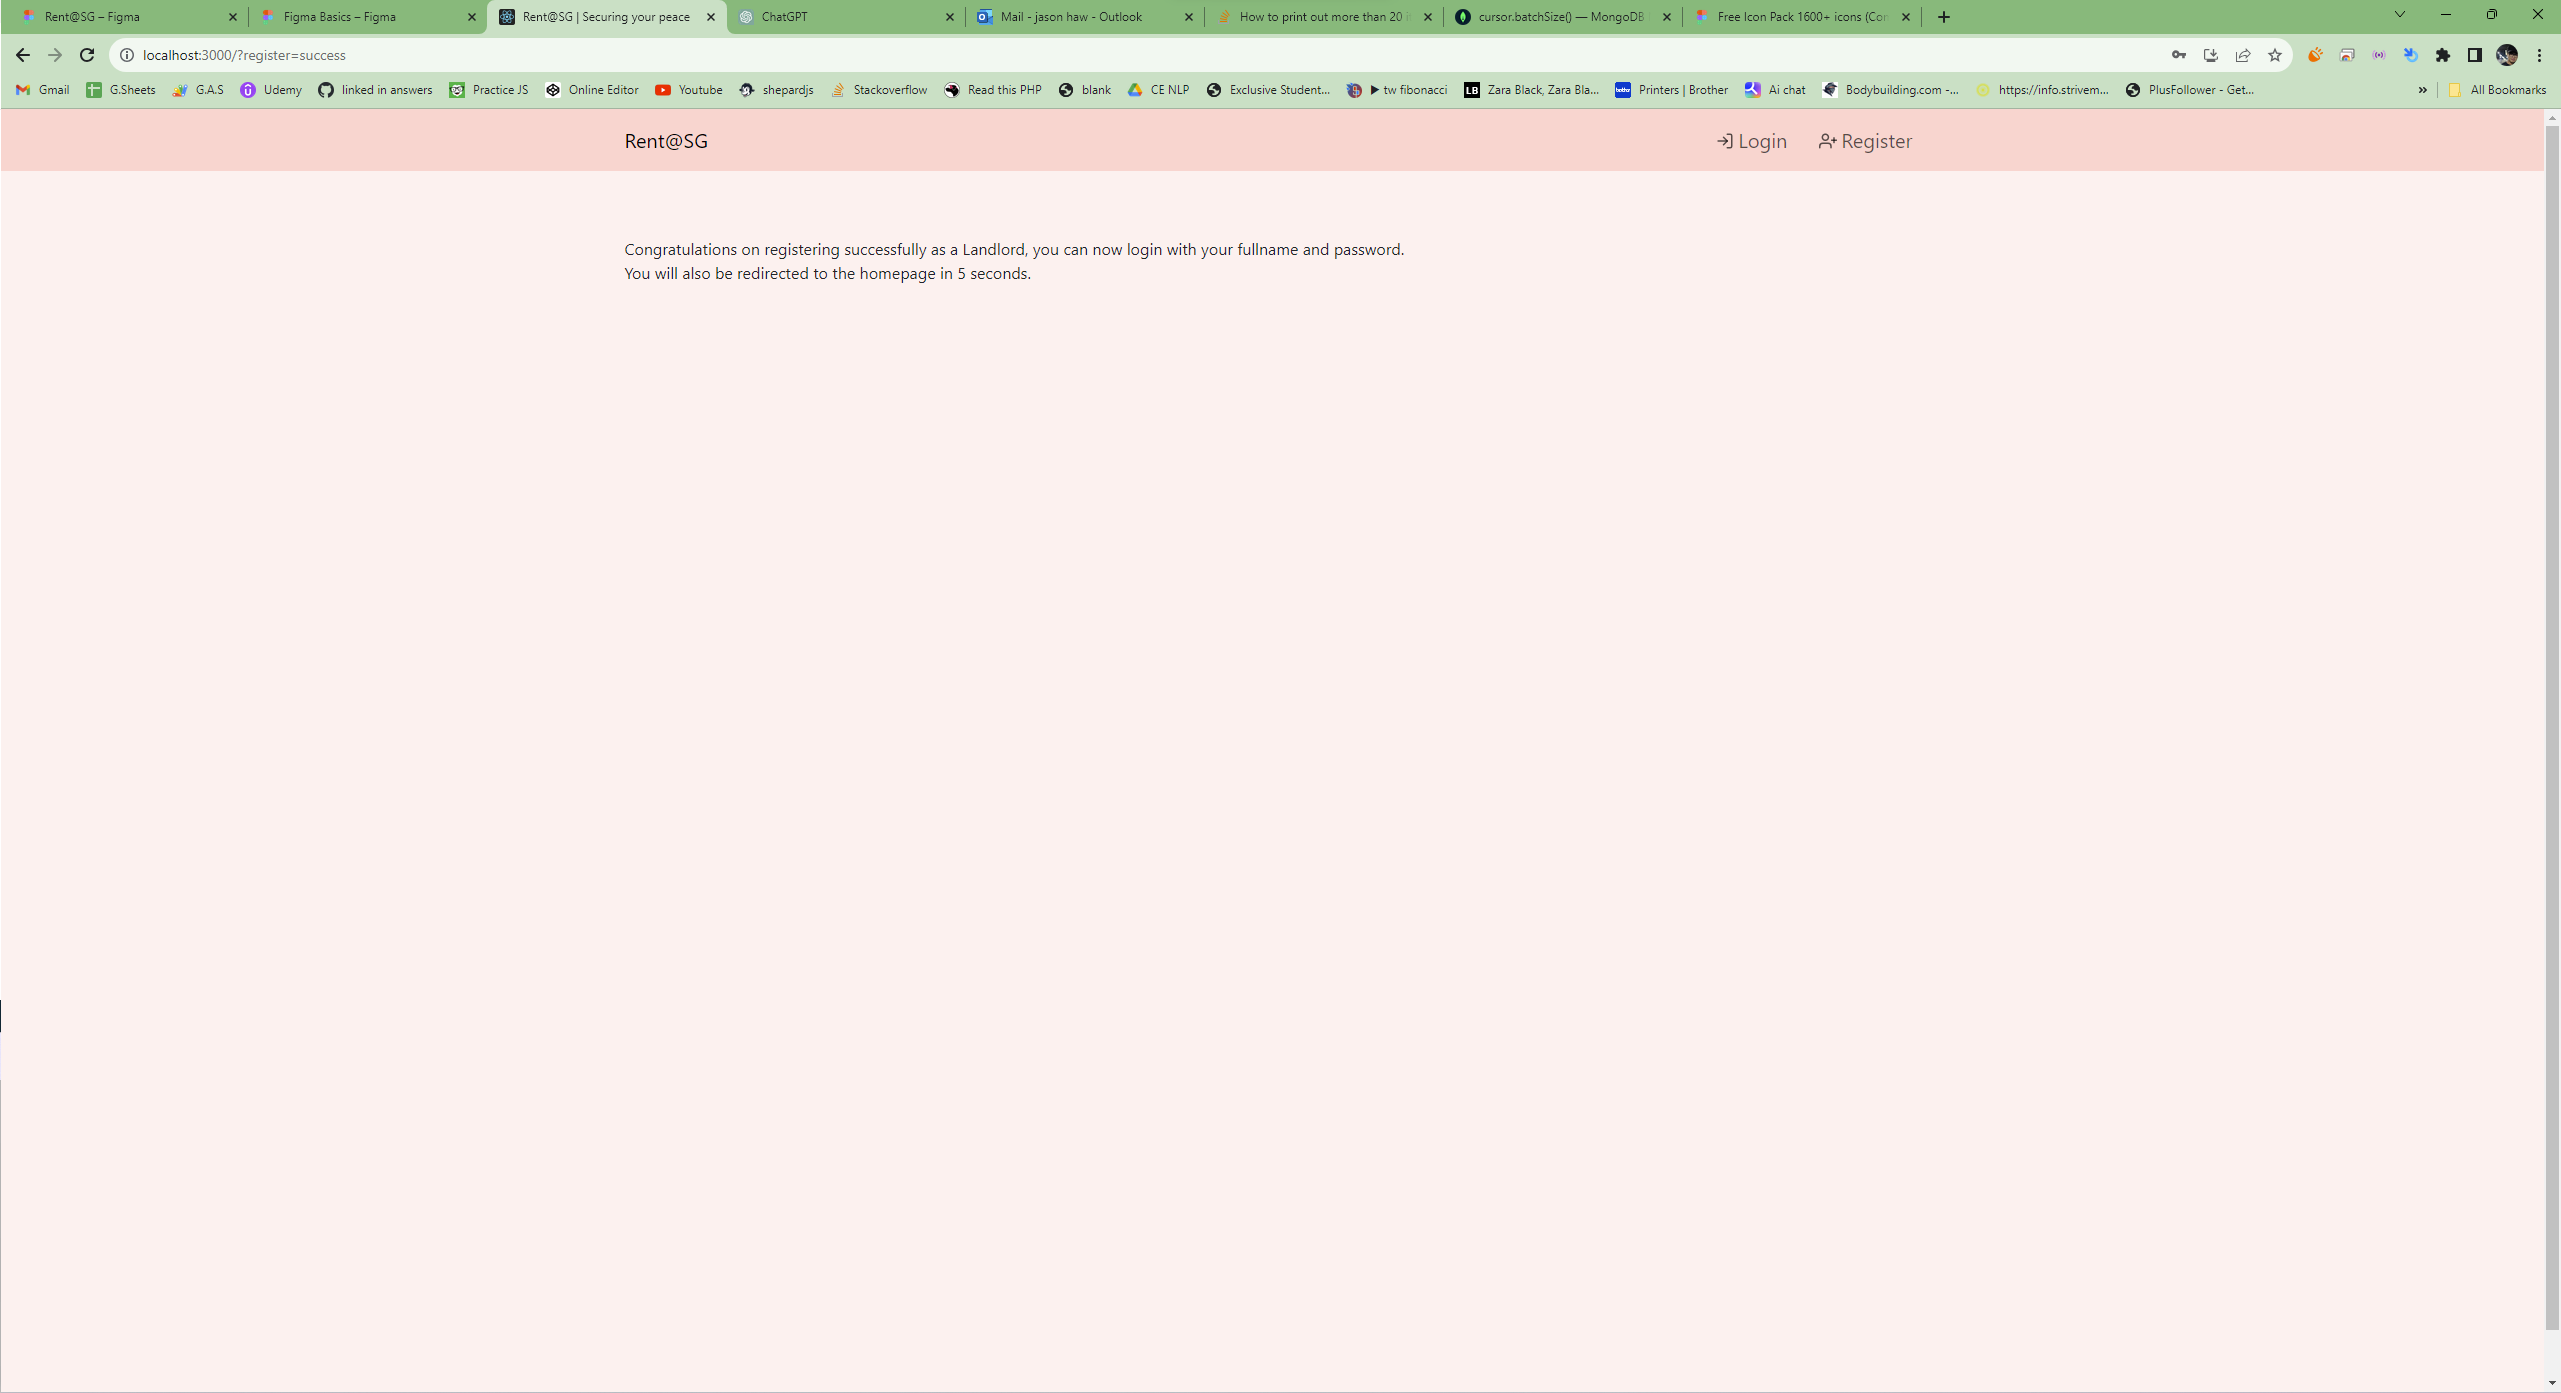 Rent@SG – Figma
Figma Basics – Figma
Rent@SG | Securing your peace
ChatGPT
Mail - jason haw - Outlook
How to print out more than 20 i
cursor.batchSize() — MongoDB
Free Icon Pack 1600+ icons (Con
localhost:3000/?register=success
Gmail
G.Sheets
G.A.S
Udemy
linked in answers
Practice JS
Online Editor
Youtube
shepardjs
Stackoverflow
Read this PHP
blank
CE NLP
Exclusive Student...
▶ tw fibonacci
LB Zara Black, Zara Bla...
brother Printers | Brother
Ai chat
Bodybuilding.com -...
https://info.strivem...
PlusFollower - Get...
»
All Bookmarks
Rent@SG
Login
Register
Congratulations on registering successfully as a Landlord, you can now login with your fullname and password.
You will also be redirected to the homepage in 5 seconds.